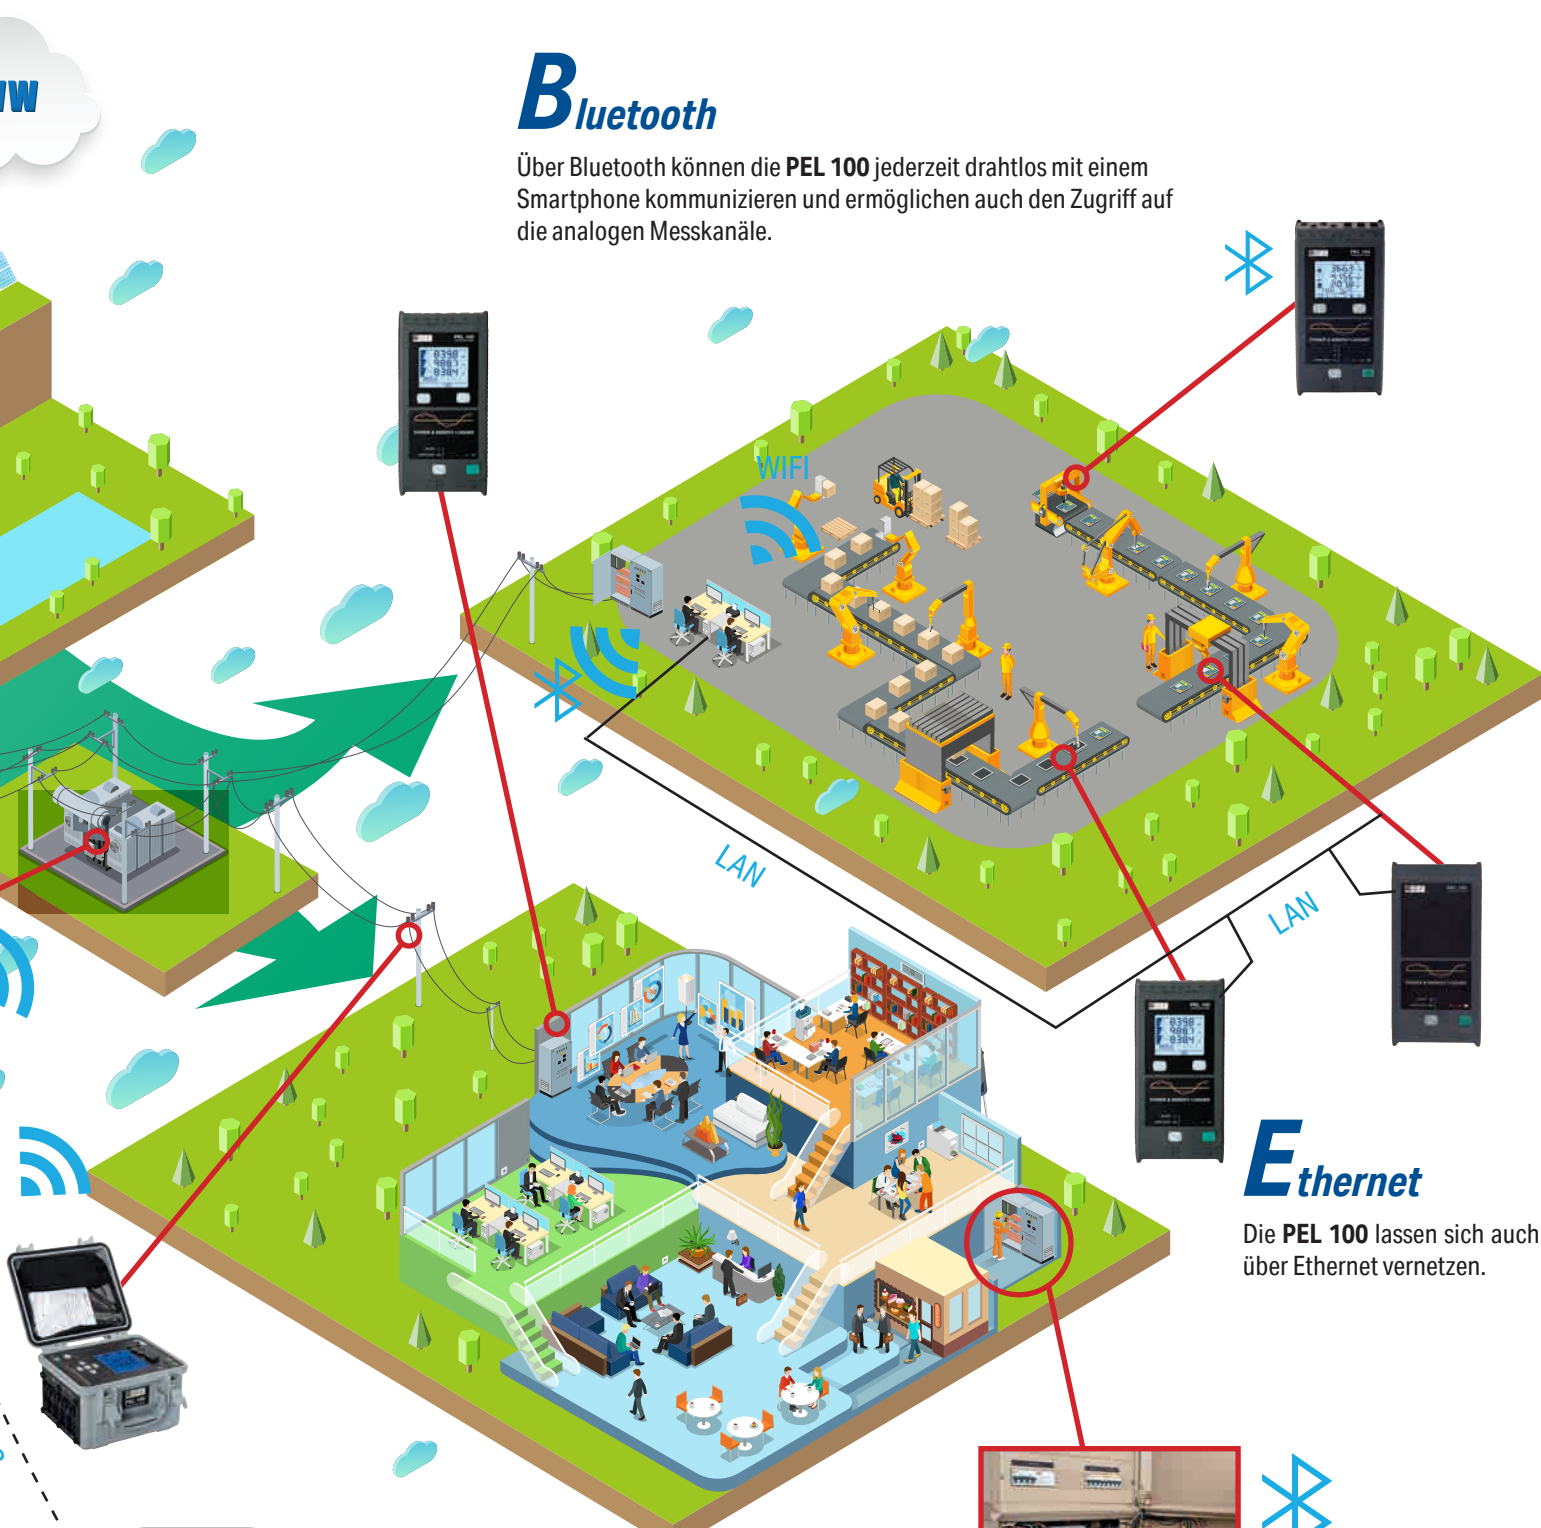 Bluetooth
Über Bluetooth können die PEL 100 jederzeit drahtlos mit einem
Smartphone kommunizieren und ermöglichen auch den Zugriff auf
die analogen Messkanäle.
WIFI
LAN
LAN
Ethernet
Die PEL 100 lassen sich auch
über Ethernet vernetzen.